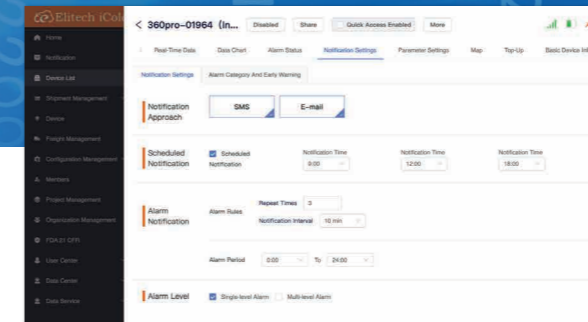 Elitech iCol
Home
Notification
Device List
Shipment Management
Device
Freight Management
Configuration Management
Members
Project Management
Organization Management
FDA 21 CFR
User Center
Data Center
Data Service
< 360pro-01964 (In... Disabled Share Quick Access Enabled More
Real-Time Data Data Chart Alarm Status Notification Settings Parameter Settings Map Top-Up Basic Device Inf
Notification Settings Alarm Category And Early Warning
Notification Approach SMS E-mail
Scheduled Notification Scheduled Notification
Notification Time 9:00
Notification Time 12:00
Notification Time 18:00
Alarm Notification
Alarm Rules Repeat Times 3
Notification Interval 10 min
Alarm Period 0:00 To 24:00
Alarm Level Single-level Alarm Multi-level Alarm